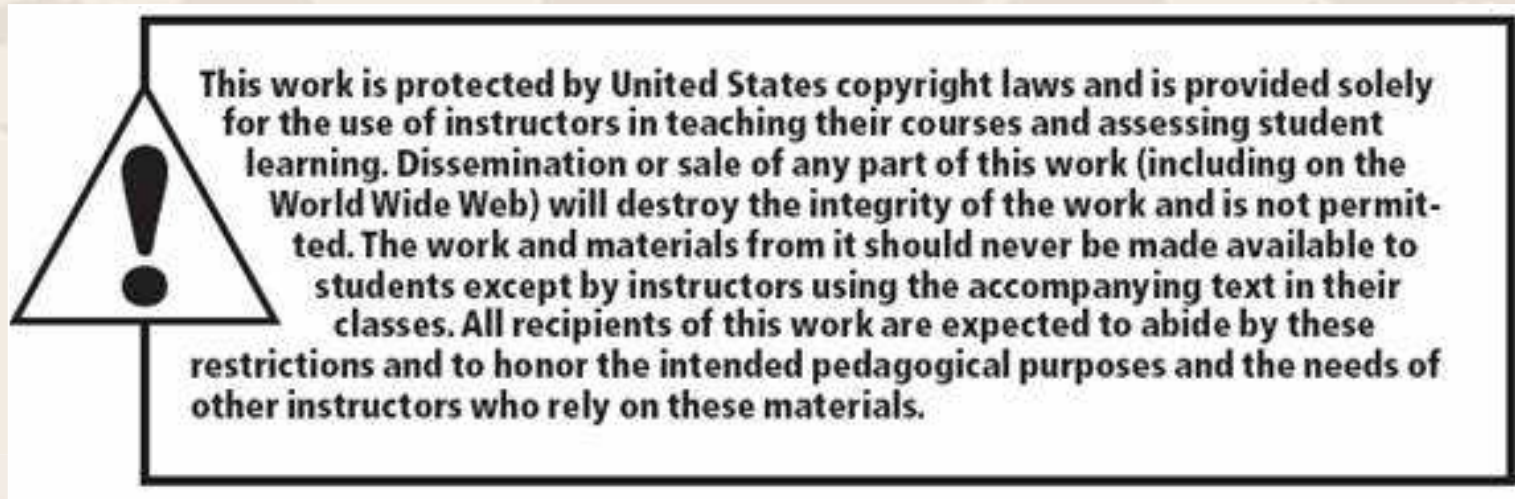 This work is protected by United States copyright laws and is provided solely
for the use of instructors in teaching their courses and assessing student
learning. Dissemination or sale of any part of this work (including on the
World Wide Web) will destroy the integrity of the work and is not permit-
ted. The work and materials from it should never be made available to
students except by instructors using the accompanying text in their
classes. All recipients of this work are expected to abide by these
restrictions and to honor the intended pedagogical purposes and the needs of
other instructors who rely on these materials.